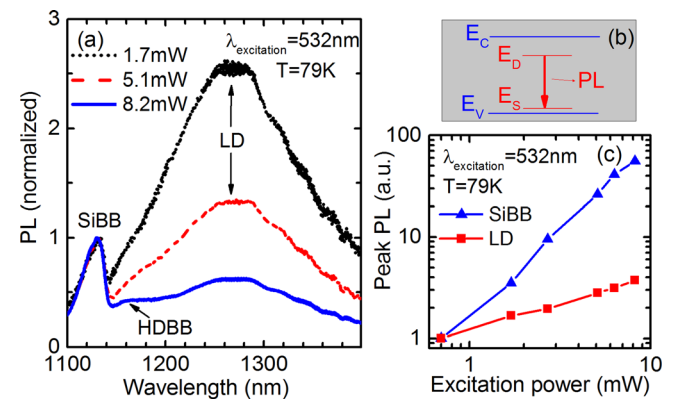 (a)
λexcitation=532nm
T=79K
1.7mW
5.1mW
8.2mW
LD
SiBB
HDBB
PL (normalized)
3
2
1
0
1100
1200
1300
Wavelength (nm)
(b)
EC
ED
PL
ES
EV
(c)
λexcitation=532nm
T=79K
SiBB
LD
Peak PL (a.u.)
100
10
1
1
10
Excitation power (mW)